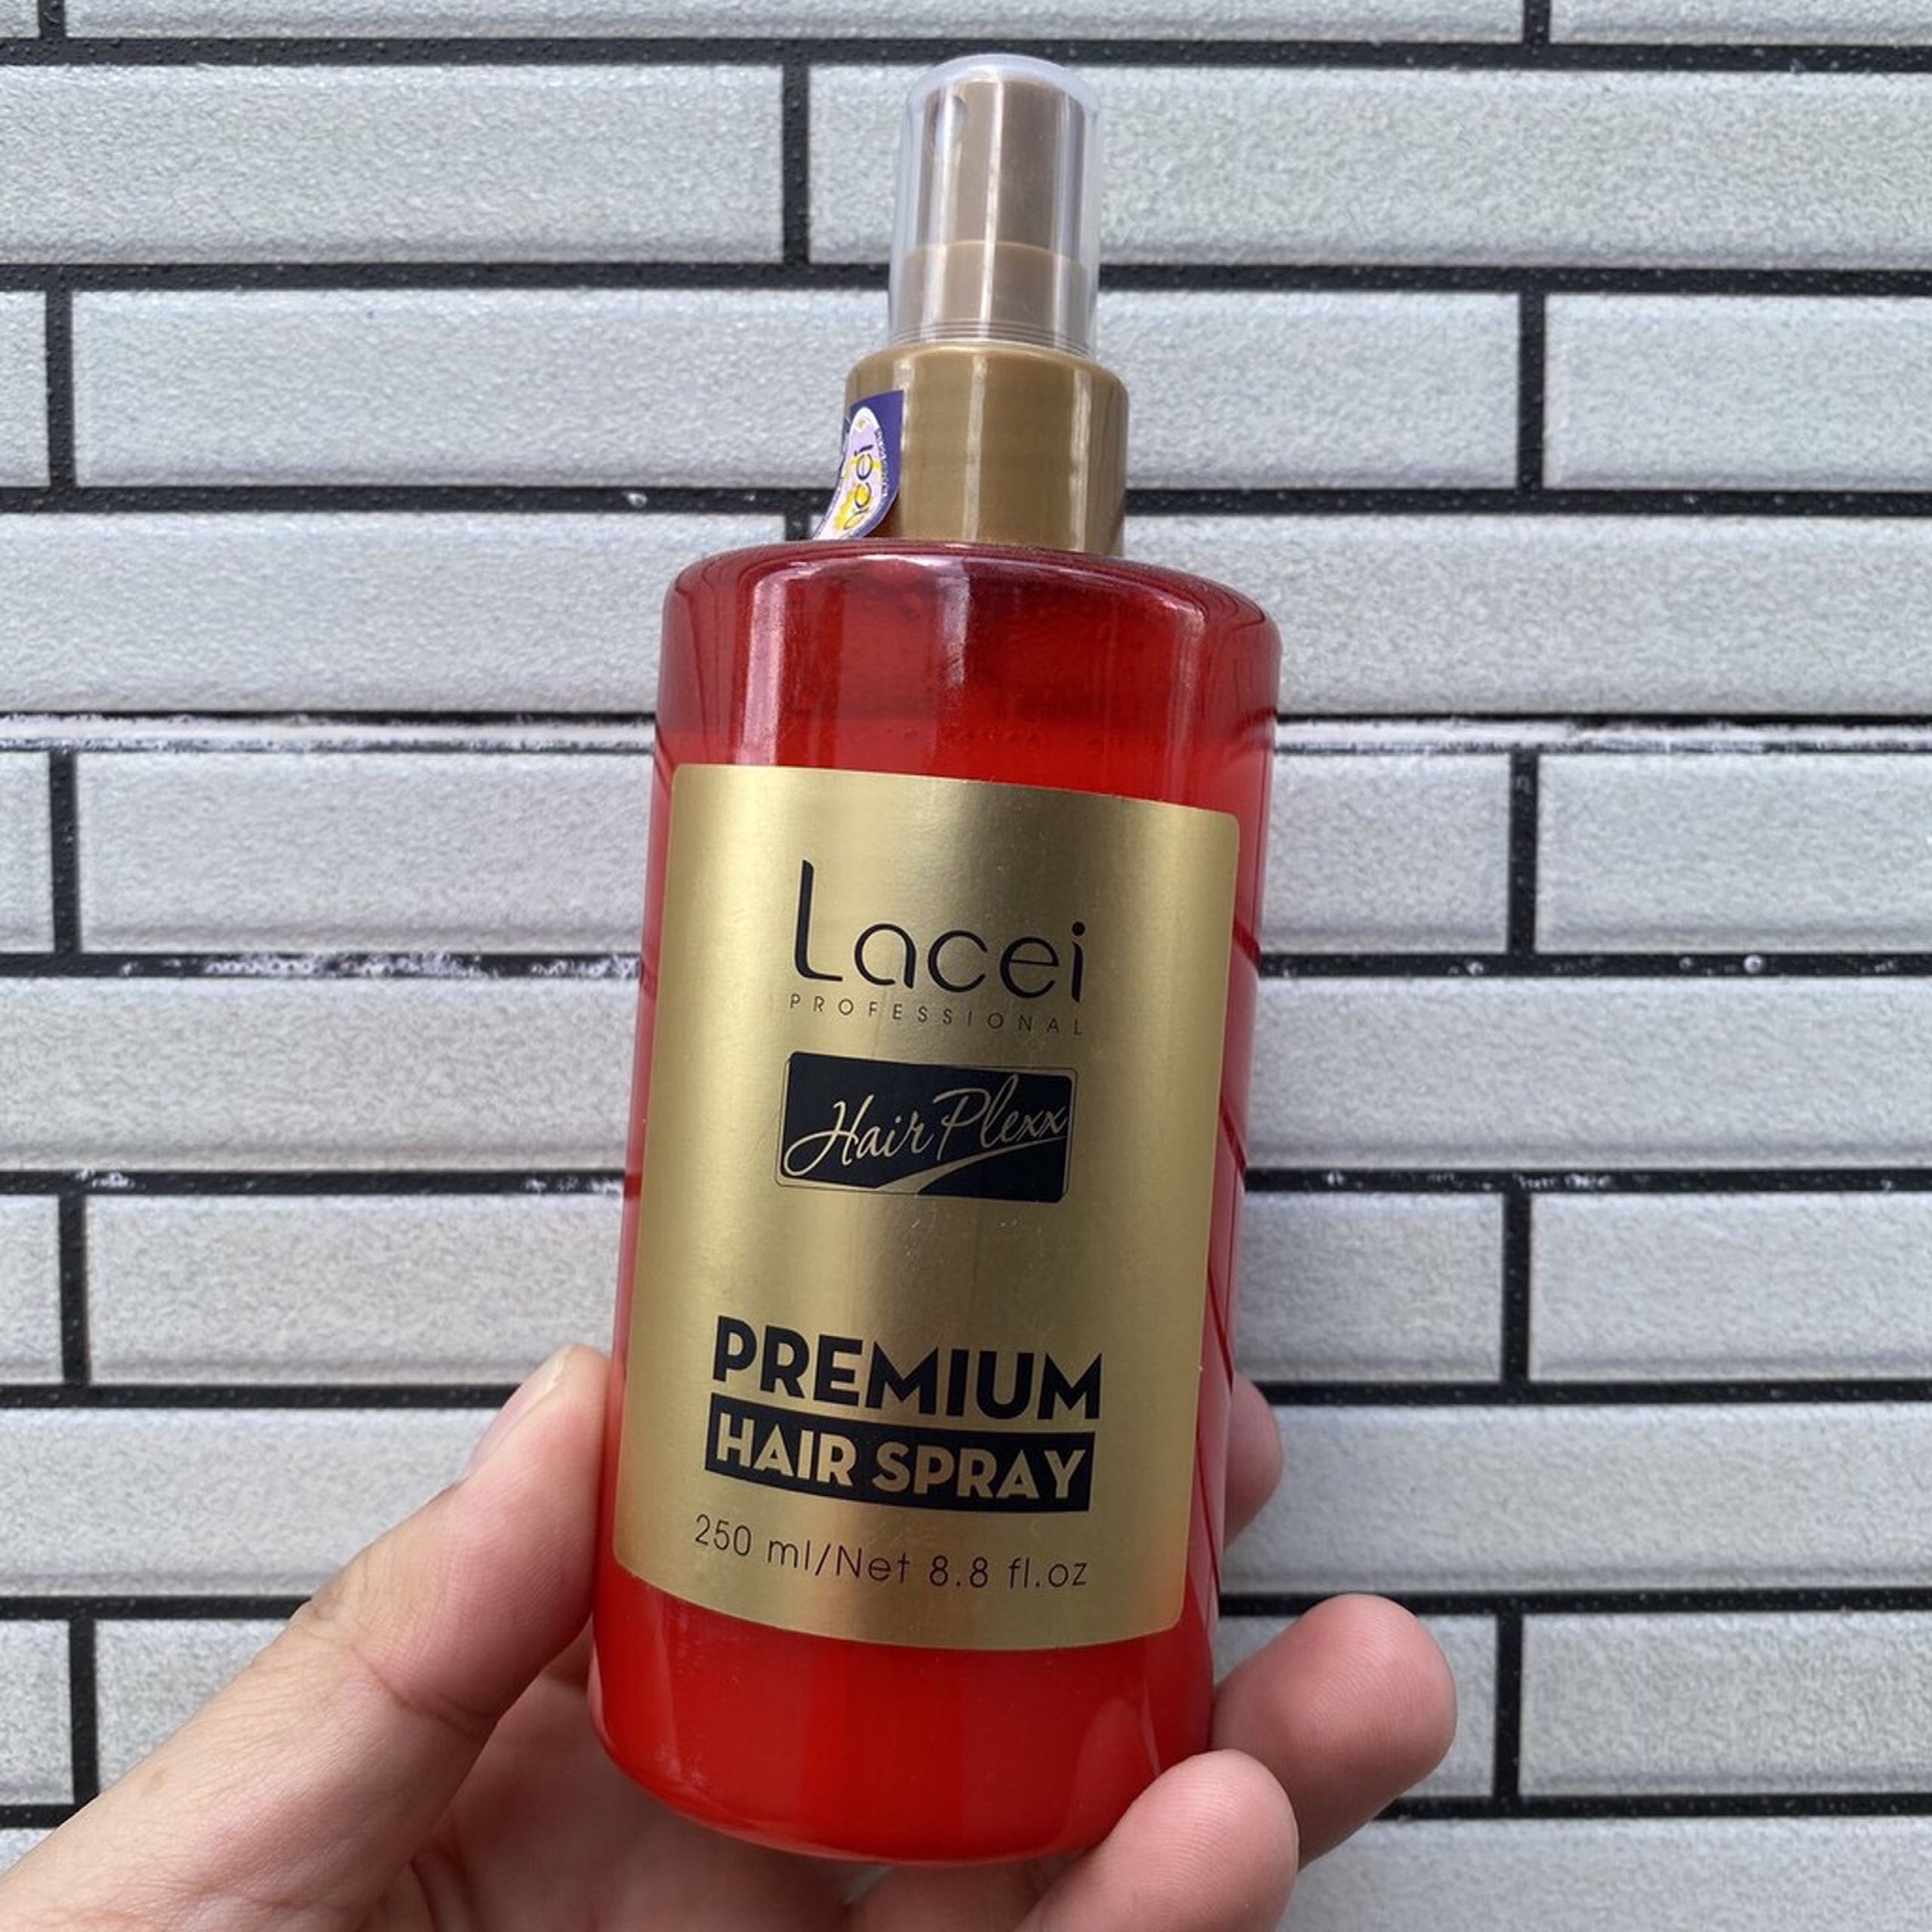 Lacei
PROFESSIONAL
Hair Plexx
PREMIUM
HAIR SPRAY
250 ml/Net 8.8 fl.oz